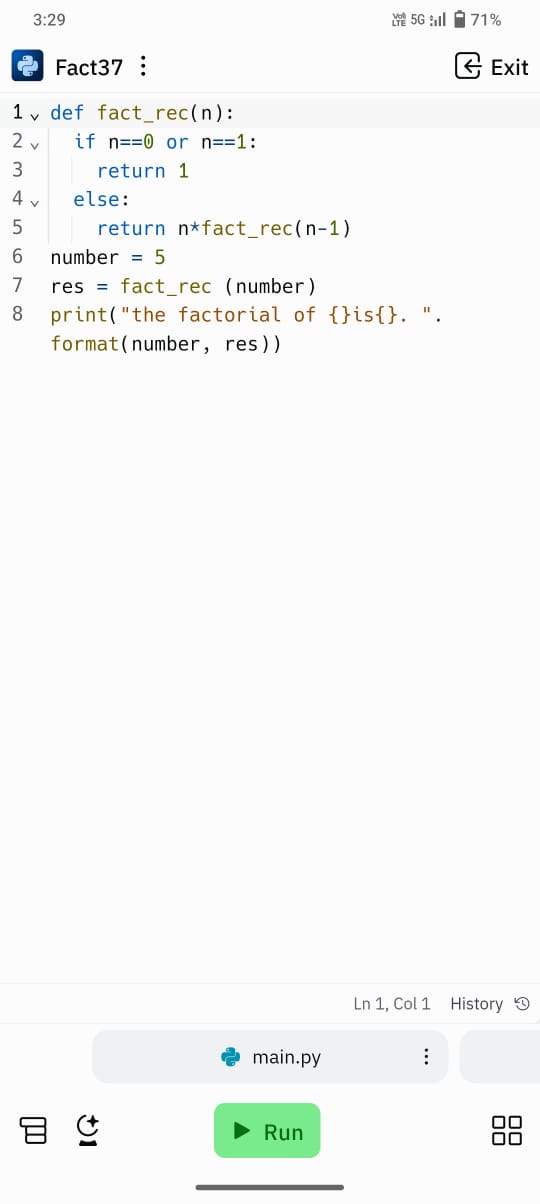 3:29 Vo) LTE 5G 71%
Fact37 Exit
1 def fact_rec(n):
2   if n==0 or n==1:
3     return 1
4   else:
5     return n*fact_rec(n-1)
6 number = 5
7 res = fact_rec (number)
8 print("the factorial of {}is{}. ".
format(number, res))
Ln 1, Col 1 History
main.py
Run